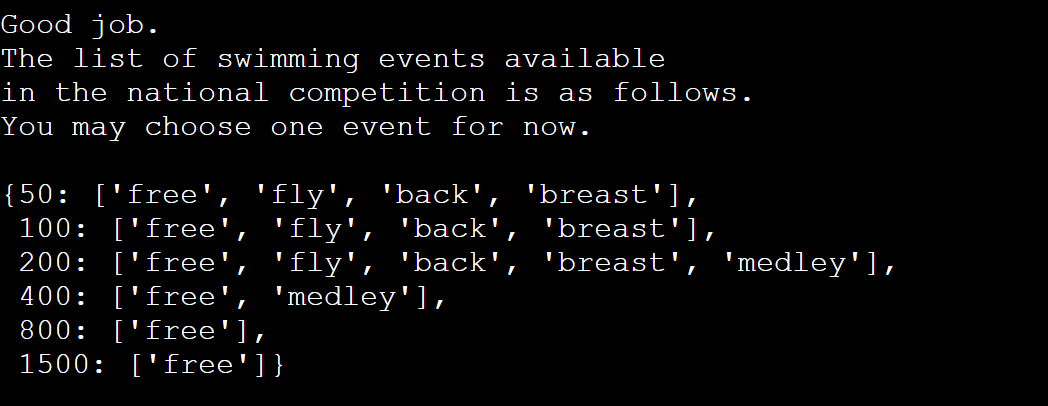 Good job.
The list of swimming events available
in the national competition is as follows.
You may choose one event for now.
{50: ['free', 'fly', 'back', 'breast'],
100: ['free', 'fly', 'back', 'breast'],
200: ['free', 'fly', 'back', 'breast', 'medley'],
400: ['free', 'medley'],
800: ['free'],
1500: ['free']}